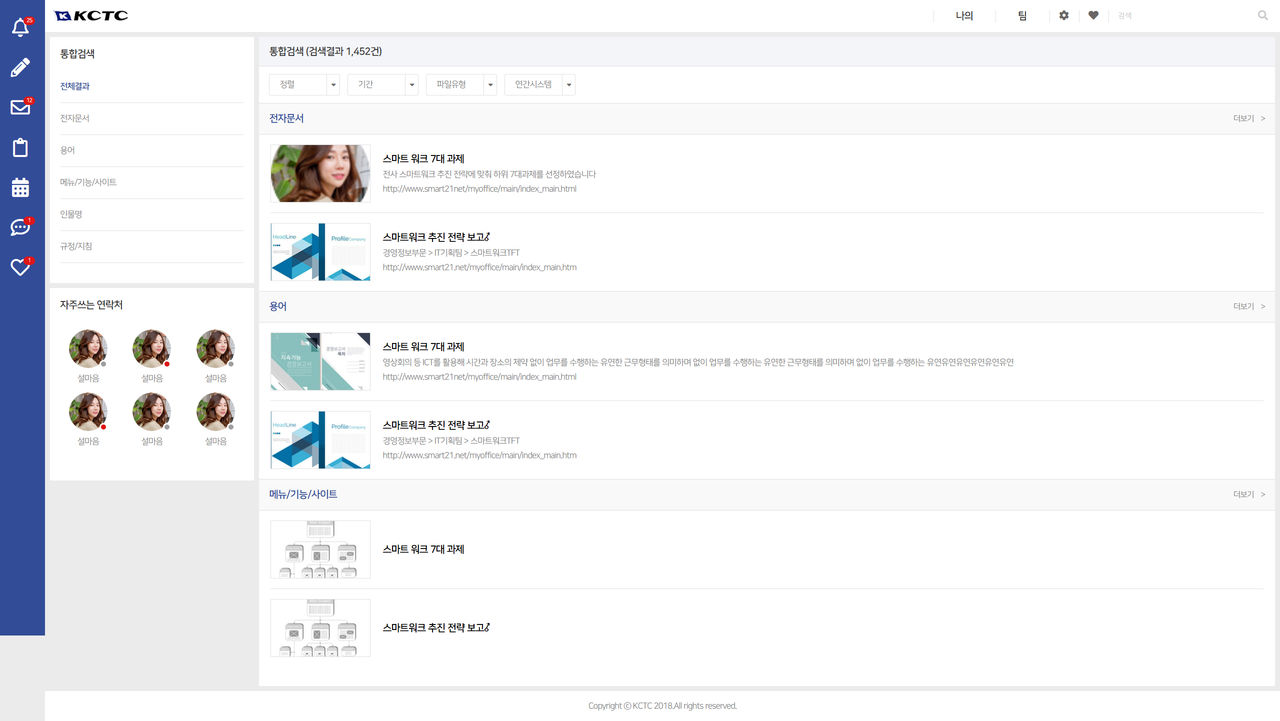 25
12
1
1
KCTC
나의
팀
검색
통합검색
전체결과
전자문서
용어
메뉴/기능/사이트
인물명
규정/지침
자주쓰는 연락처
설마음
설마음
설마음
설마음
설마음
설마음
통합검색 (검색결과 1,452건)
정렬
기간
파일유형
연간시스템
전자문서
더보기 >
스마트 워크 7대 과제
전사 스마트워크 추진 전략에 맞춰 하위 7대과제를 선정하였습니다
http://www.smart21net/myoffice/main/index_main.html
HeadLine
Profile Company
스마트워크 추진 전략 보고
경영정보부문 > IT기획팀 > 스마트워크TFT
http://www.smart21.net/myoffice/main/index_main.htm
용어
더보기 >
지속가능
경영보고서
경영보고서
목차
스마트 워크 7대 과제
영상회의 등 ICT를 활용해 시간과 장소의 제약 없이 업무를 수행하는 유연한 근무형태를 의미하며 없이 업무를 수행하는 유연한 근무형태를 의미하며 없이 업무를 수행하는 유연유연유연유연유연유연
http://www.smart21net/myoffice/main/index_main.html
HeadLine
Profile Company
스마트워크 추진 전략 보고
경영정보부문 > IT기획팀 > 스마트워크TFT
http://www.smart21.net/myoffice/main/index_main.htm
메뉴/기능/사이트
더보기 >
스마트 워크 7대 과제
스마트워크 추진 전략 보고
Copyright ⓒ KCTC 2018.All rights reserved.